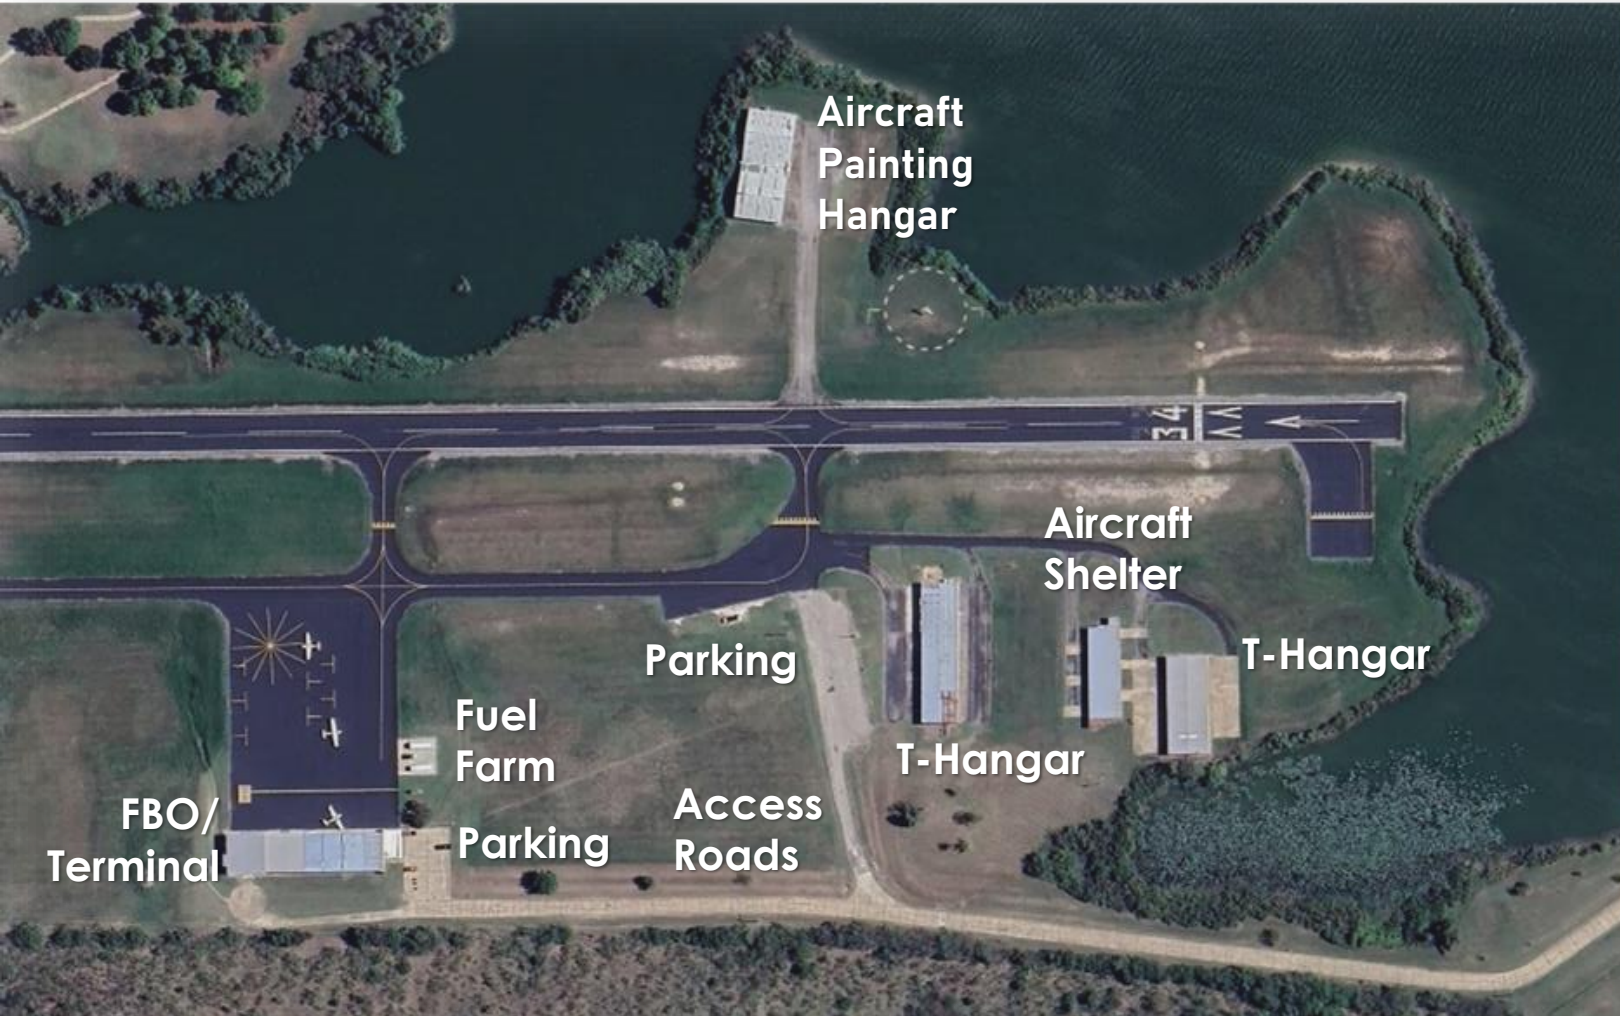 Aircraft
Painting
Hangar
34
Aircraft
Shelter
Parking
T-Hangar
Fuel
Farm
T-Hangar
FBO/
Terminal
Parking
Access
Roads